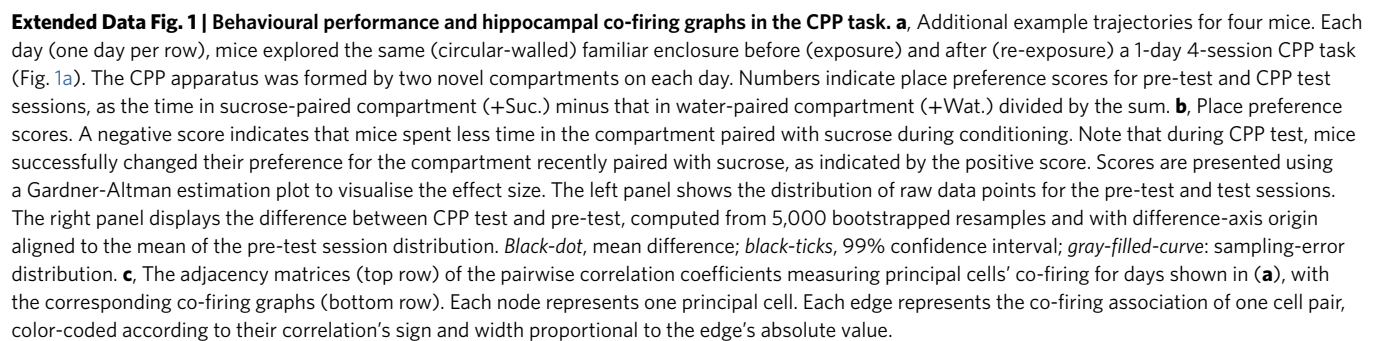 Extended Data Fig. 1 | Behavioural performance and hippocampal co-firing graphs in the CPP task. a, Additional example trajectories for four mice. Each
day (one day per row), mice explored the same (circular-walled) familiar enclosure before (exposure) and after (re-exposure) a 1-day 4-session CPP task
(Fig. 1a). The CPP apparatus was formed by two novel compartments on each day. Numbers indicate place preference scores for pre-test and CPP test
sessions, as the time in sucrose-paired compartment (+Suc.) minus that in water-paired compartment (+Wat.) divided by the sum. b, Place preference
scores. A negative score indicates that mice spent less time in the compartment paired with sucrose during conditioning. Note that during CPP test, mice
successfully changed their preference for the compartment recently paired with sucrose, as indicated by the positive score. Scores are presented using
a Gardner-Altman estimation plot to visualise the effect size. The left panel shows the distribution of raw data points for the pre-test and test sessions.
The right panel displays the difference between CPP test and pre-test, computed from 5,000 bootstrapped resamples and with difference-axis origin
aligned to the mean of the pre-test session distribution. Black-dot, mean difference; black-ticks, 99% confidence interval; gray-filled-curve: sampling-error
distribution. c, The adjacency matrices (top row) of the pairwise correlation coefficients measuring principal cells' co-firing for days shown in (a), with
the corresponding co-firing graphs (bottom row). Each node represents one principal cell. Each edge represents the co-firing association of one cell pair,
color-coded according to their correlation's sign and width proportional to the edge's absolute value.